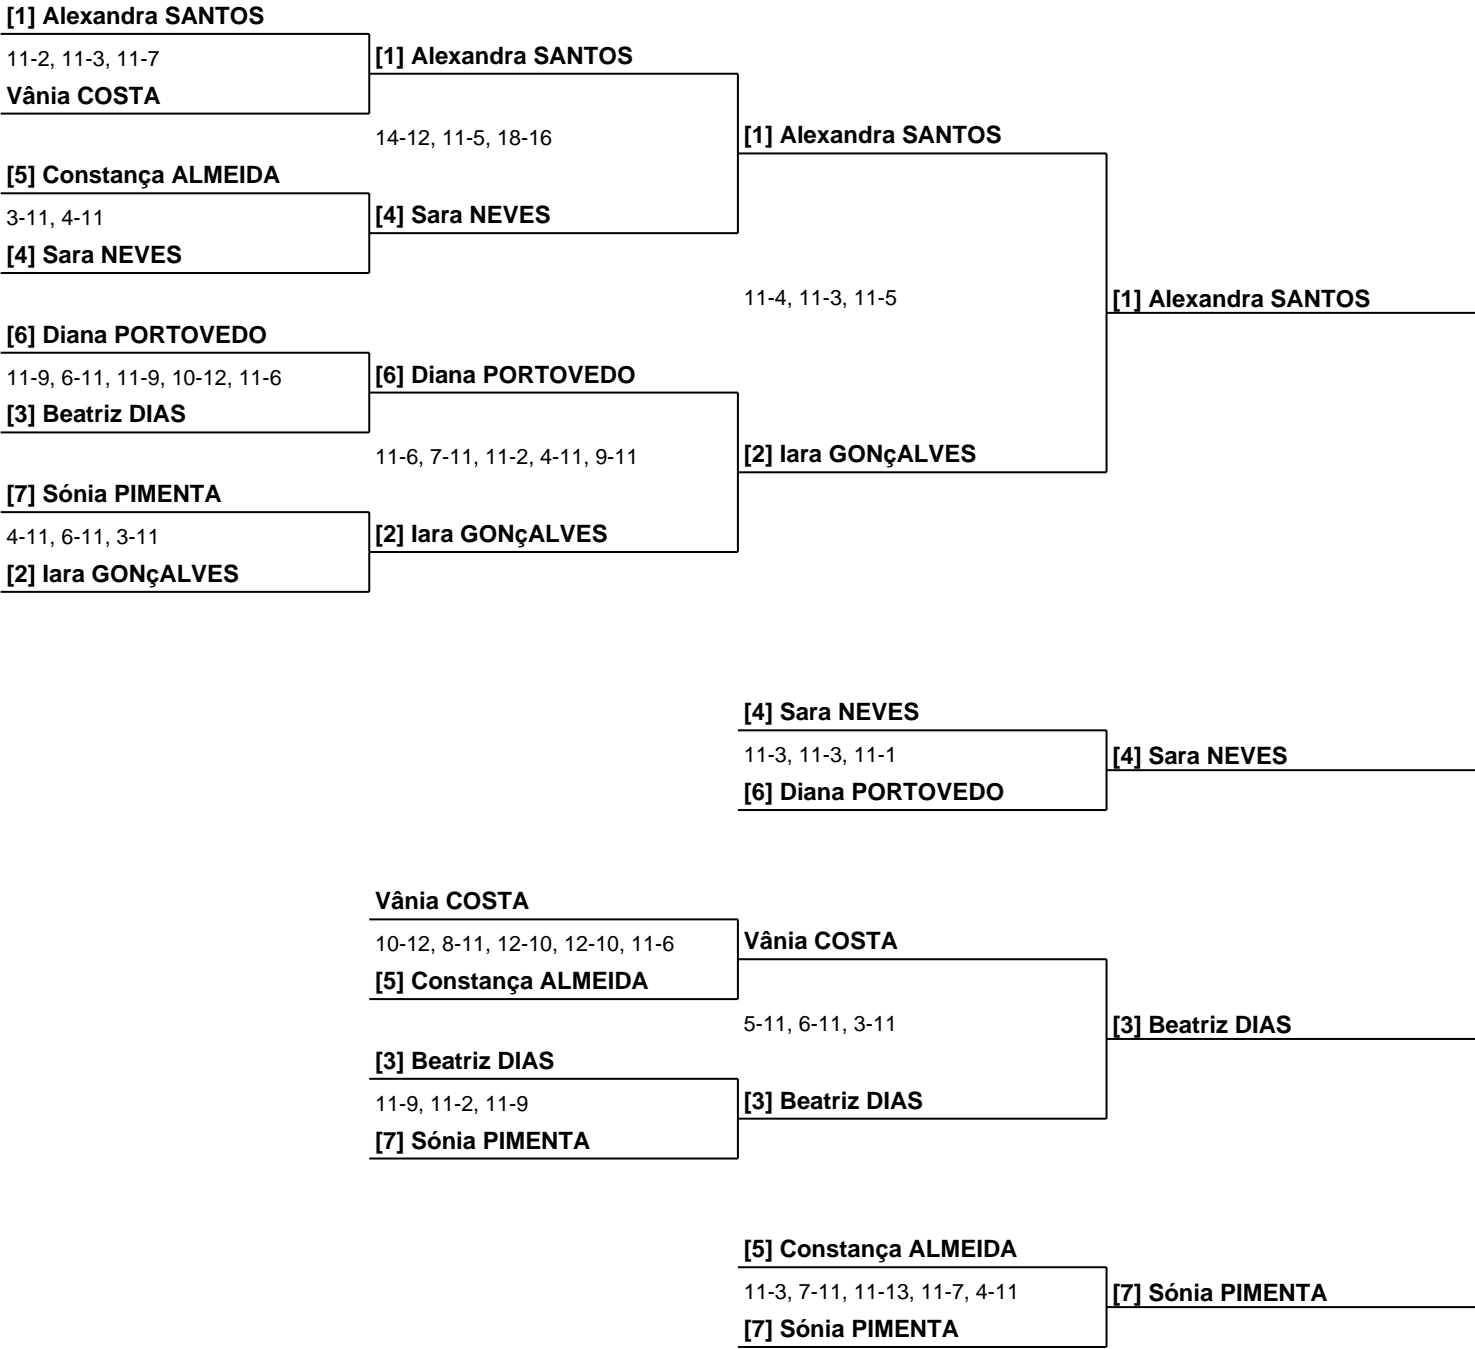 [1] Alexandra SANTOS
11-2, 11-3, 11-7
[1] Alexandra SANTOS
Vânia COSTA
14-12, 11-5, 18-16
[1] Alexandra SANTOS
[5] Constança ALMEIDA
3-11, 4-11
[4] Sara NEVES
[4] Sara NEVES
11-4, 11-3, 11-5
[1] Alexandra SANTOS
[6] Diana PORTOVEDO
11-9, 6-11, 11-9, 10-12, 11-6
[6] Diana PORTOVEDO
[3] Beatriz DIAS
11-6, 7-11, 11-2, 4-11, 9-11
[2] Iara GONçALVES
[7] Sónia PIMENTA
4-11, 6-11, 3-11
[2] Iara GONçALVES
[2] Iara GONçALVES
[4] Sara NEVES
11-3, 11-3, 11-1
[4] Sara NEVES
[6] Diana PORTOVEDO
Vânia COSTA
10-12, 8-11, 12-10, 12-10, 11-6
Vânia COSTA
[5] Constança ALMEIDA
5-11, 6-11, 3-11
[3] Beatriz DIAS
[3] Beatriz DIAS
11-9, 11-2, 11-9
[3] Beatriz DIAS
[7] Sónia PIMENTA
[5] Constança ALMEIDA
11-3, 7-11, 11-13, 11-7, 4-11
[7] Sónia PIMENTA
[7] Sónia PIMENTA